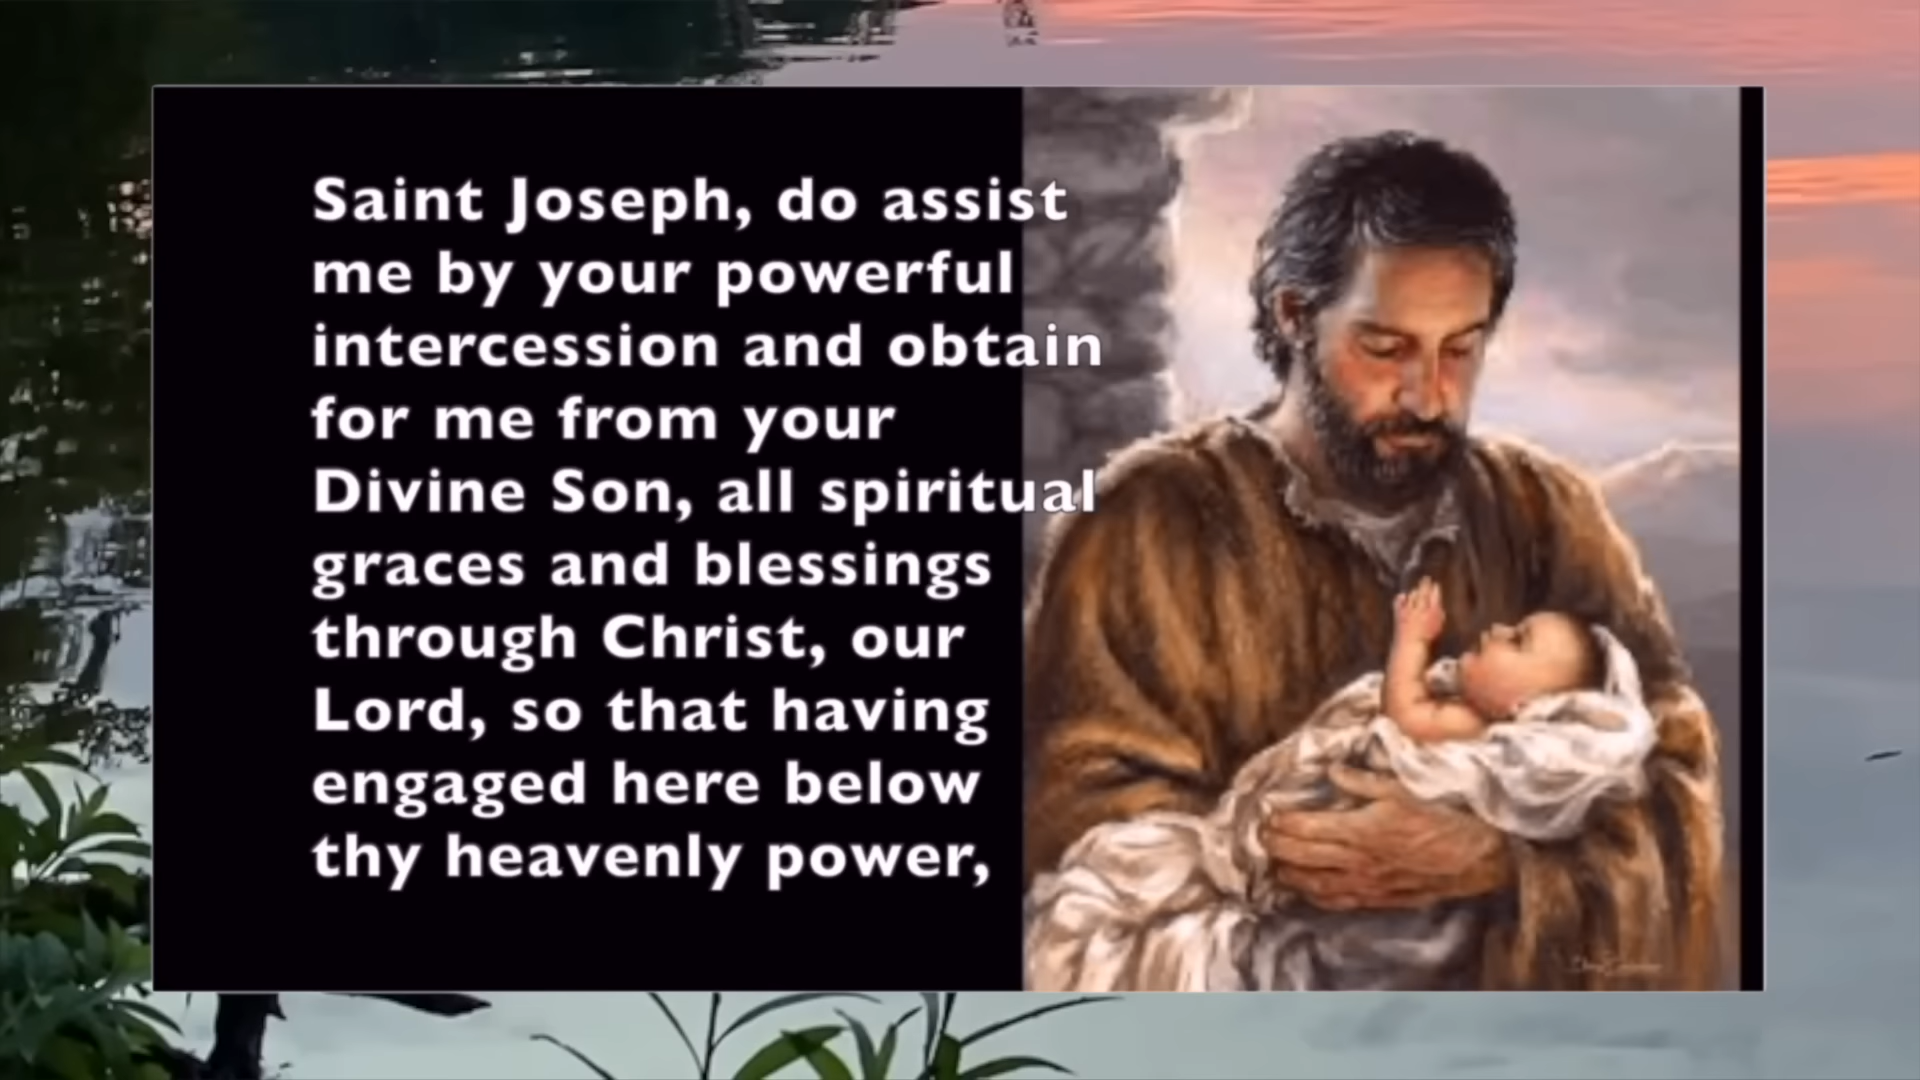 Saint Joseph, do assist
me by your powerful
intercession and obtain
for me from your
Divine Son, all spiritual
graces and blessings
through Christ, our
Lord, so that having
engaged here below
thy heavenly power,